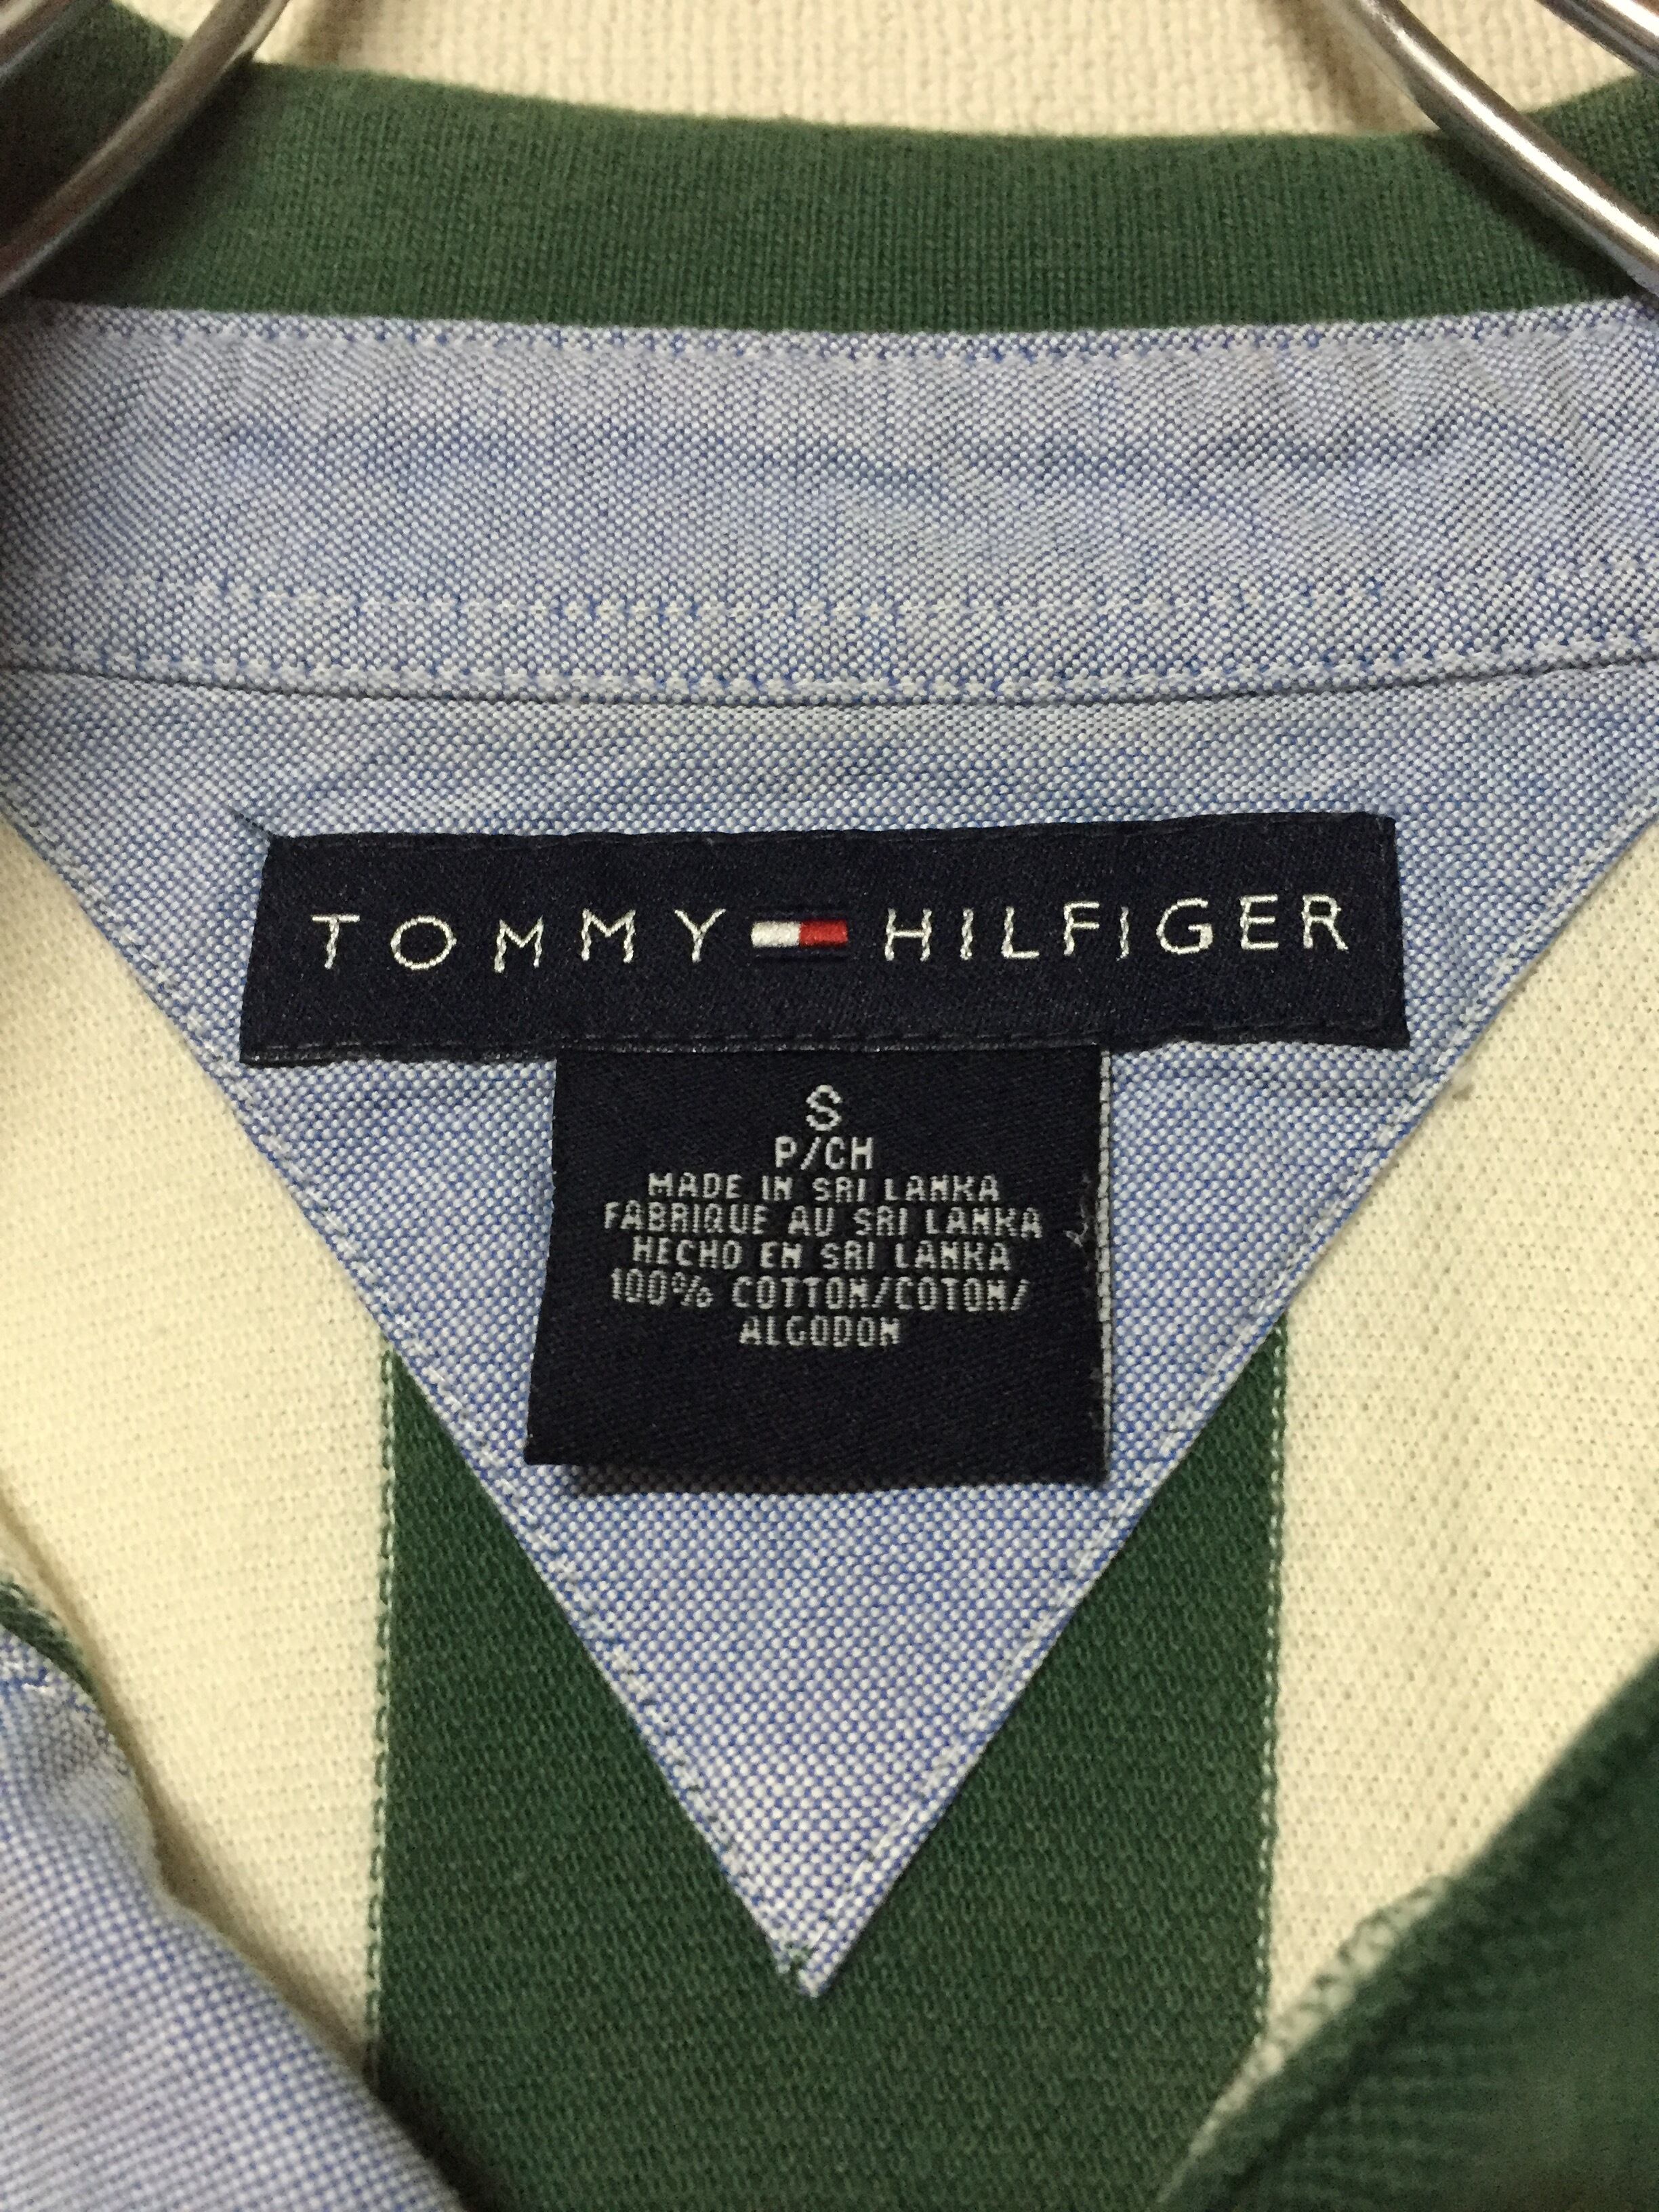 TOMMY HILFIGER
S
P/CH
MADE IN SRI LANKA
FABRIQUE AU SRI LANKA
HECHO EN SRI LANKA
100% COTTON/COTON/
ALGODON